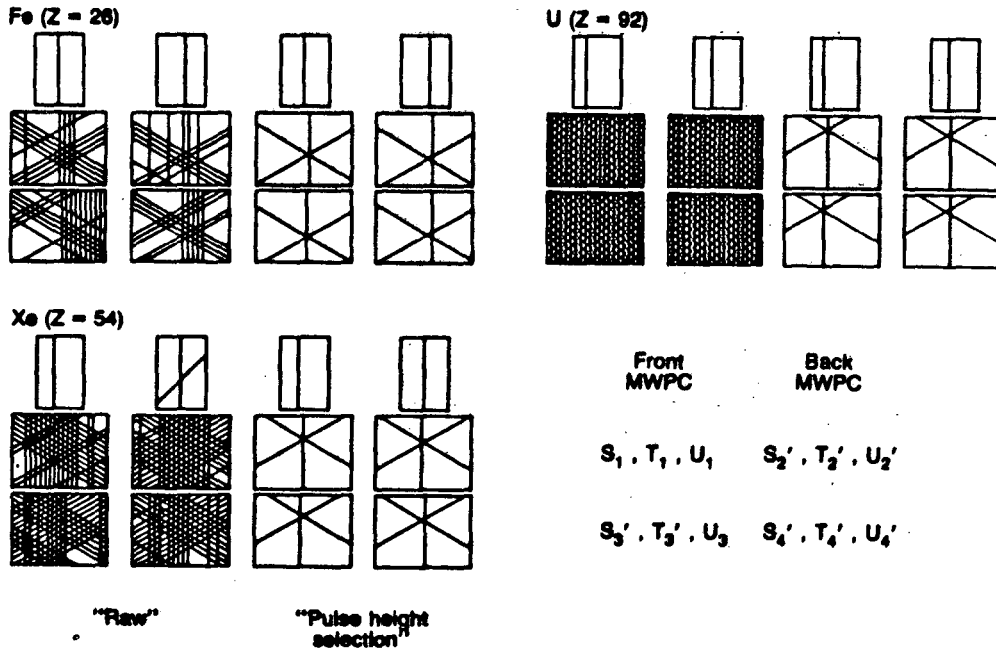 Fe (Z = 26)
U (Z = 92)
Xe (Z = 54)
Front MWPC
Back MWPC
S₁ , T₁ , U₁
S₂′ , T₂′ , U₂′
S₃′ , T₃′ , U₃
S₄′ , T₄′ , U₄′
"Raw"
"Pulse height
selection"